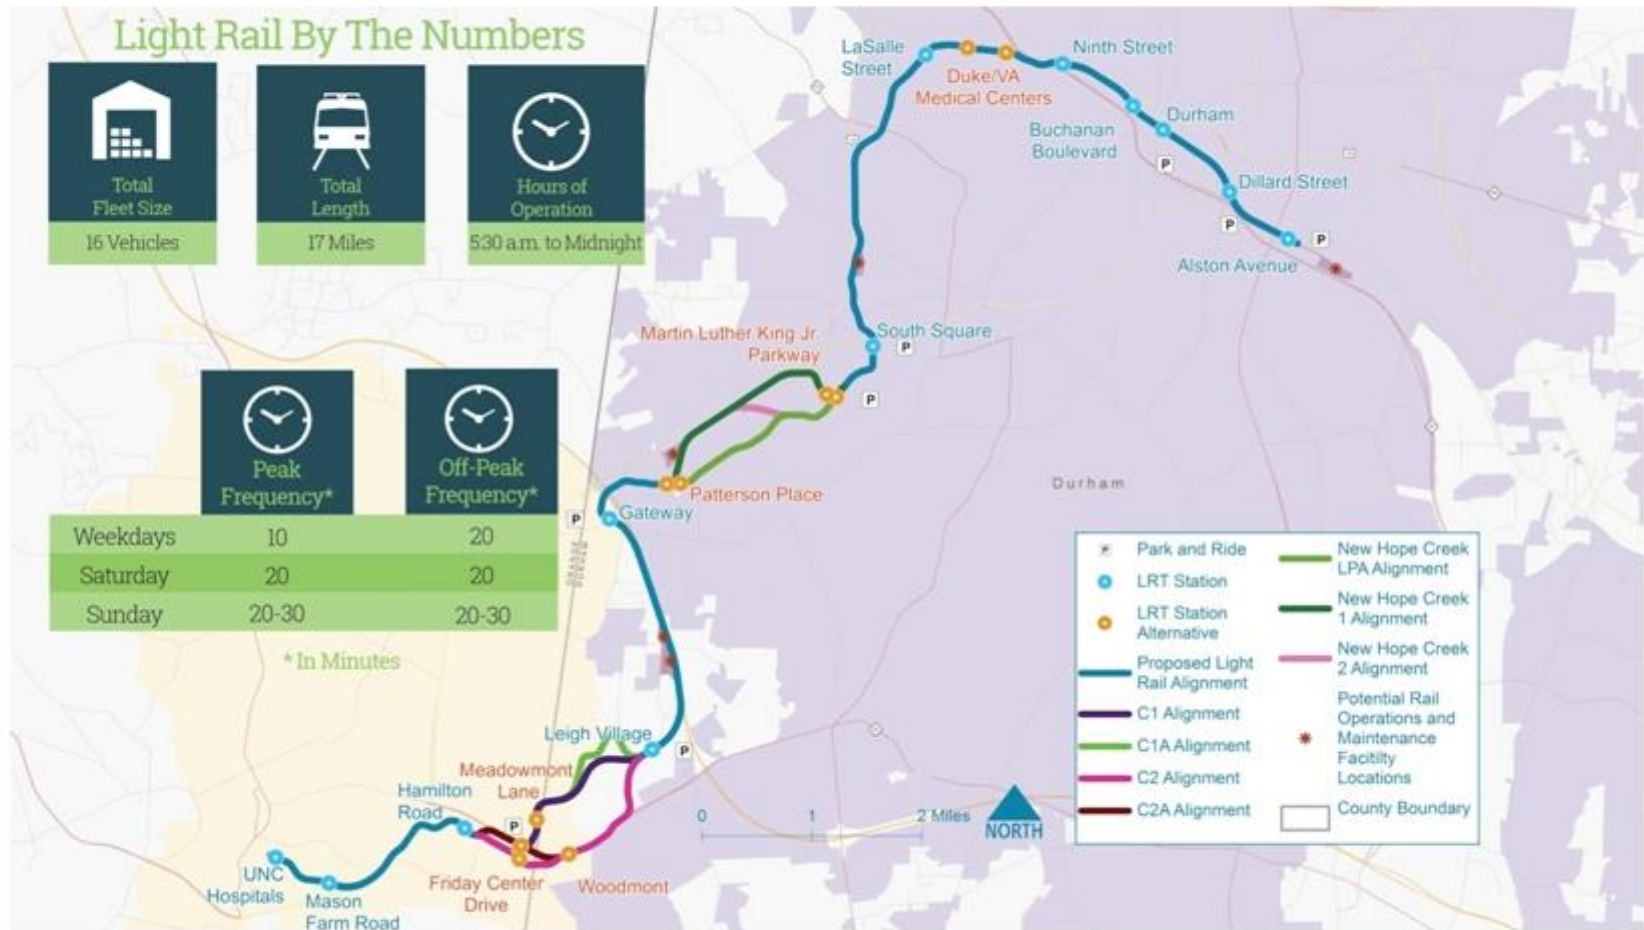 Light Rail By The Numbers
Total
Fleet Size
16 Vehicles
Total
Length
17 Miles
Hours of
Operation
5:30 a.m. to Midnight
Peak
Frequency*
Off-Peak
Frequency*
Weekdays 10 20
Saturday 20 20
Sunday 20-30 20-30
* In Minutes
LaSalle
Street
Duke/VA
Medical Centers
Ninth Street
Buchanan
Boulevard
Durham
P
Dillard Street
P
P
Alston Avenue
Martin Luther King Jr
Parkway
South Square
P
P
Patterson Place
Gateway
P
Durham
Leigh Village
P
Meadowmont
Lane
Hamilton
Road
P
UNC
Hospitals
Mason
Farm Road
Friday Center
Drive
Woodmont
0 1 2 Miles
NORTH
P Park and Ride
LRT Station
LRT Station
Alternative
Proposed Light
Rail Alignment
C1 Alignment
C1A Alignment
C2 Alignment
C2A Alignment
New Hope Creek
LPA Alignment
New Hope Creek
1 Alignment
New Hope Creek
2 Alignment
Potential Rail
Operations and
Maintenance
Facitlty
Locations
County Boundary